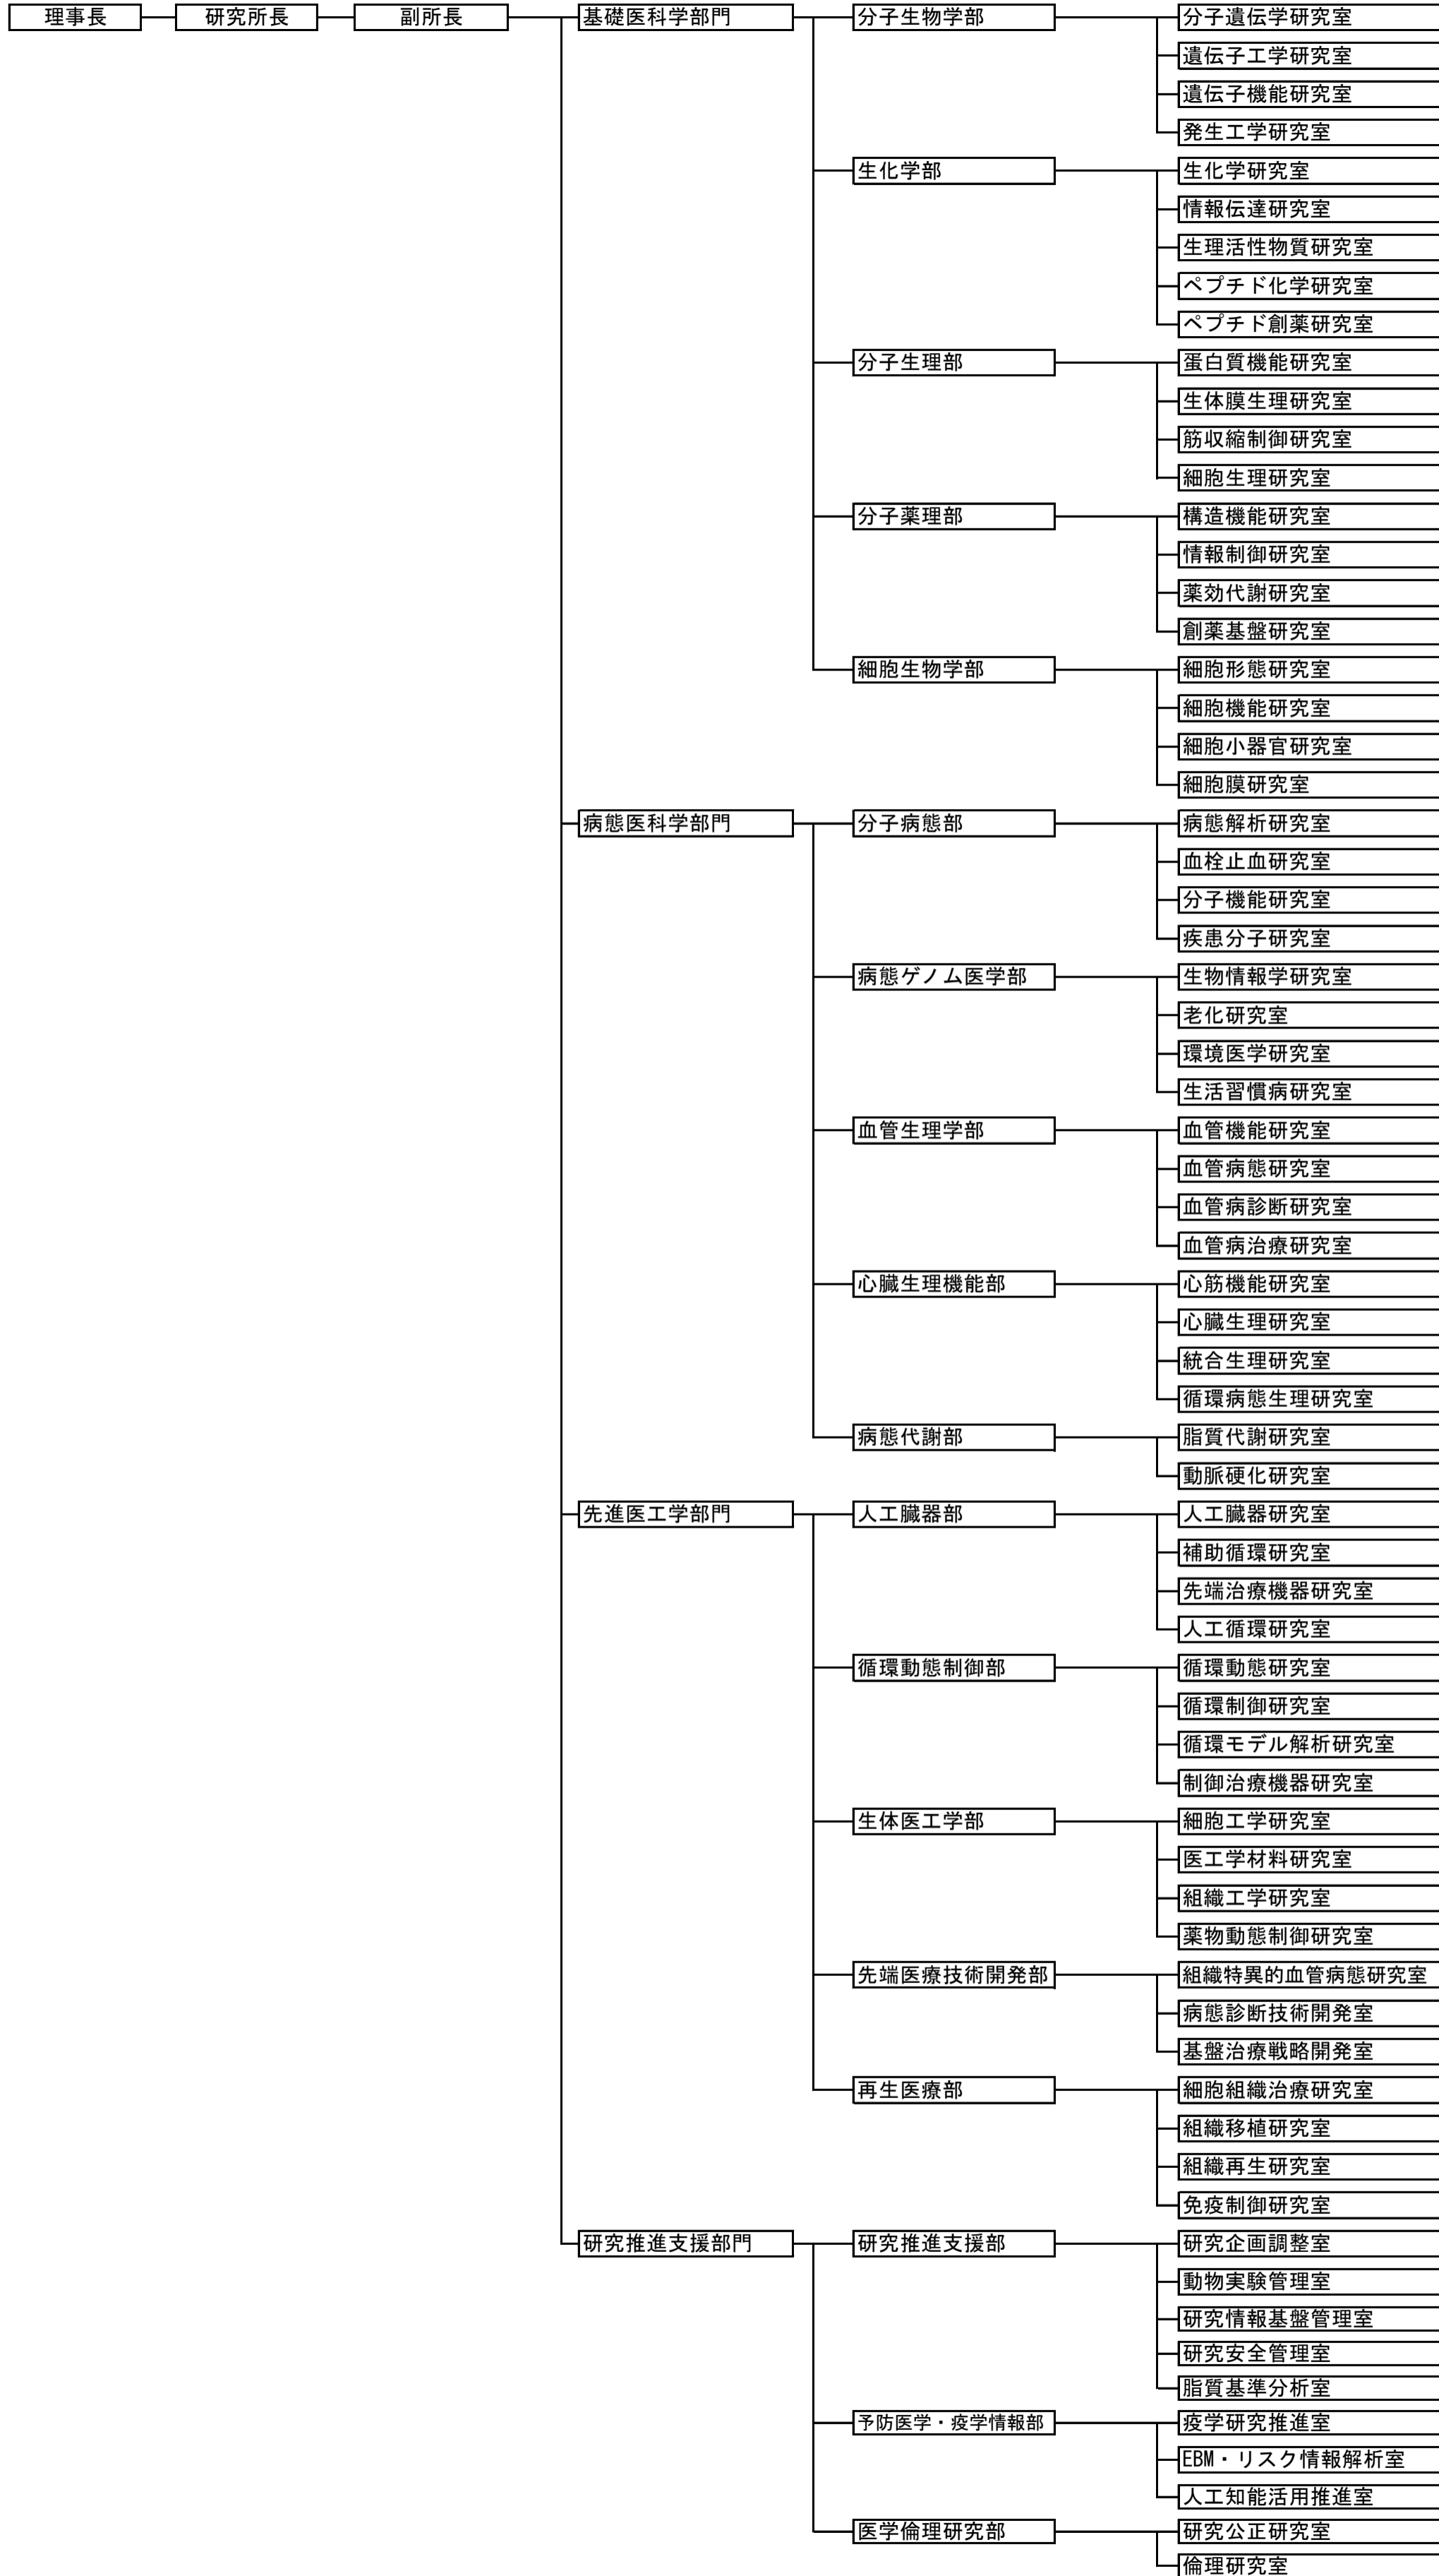 理事長 研究所長 副所長 基礎医科学部門 分子生物学部 分子遺伝学研究室
遺伝子工学研究室
遺伝子機能研究室
発生工学研究室
生化学部 生化学研究室
情報伝達研究室
生理活性物質研究室
ペプチド化学研究室
ペプチド創薬研究室
分子生理部 蛋白質機能研究室
生体膜生理研究室
筋収縮制御研究室
細胞生理研究室
分子薬理部 構造機能研究室
情報制御研究室
薬効代謝研究室
創薬基盤研究室
細胞生物学部 細胞形態研究室
細胞機能研究室
細胞小器官研究室
細胞膜研究室
病態医科学部門 分子病態部 病態解析研究室
血栓止血研究室
分子機能研究室
疾患分子研究室
病態ゲノム医学部 生物情報学研究室
老化研究室
環境医学研究室
生活習慣病研究室
血管生理学部 血管機能研究室
血管病態研究室
血管病診断研究室
血管病治療研究室
心臓生理機能部 心筋機能研究室
心臓生理研究室
統合生理研究室
循環病態生理研究室
病態代謝部 脂質代謝研究室
動脈硬化研究室
先進医工学部門 人工臓器部 人工臓器研究室
補助循環研究室
先端治療機器研究室
人工循環研究室
循環動態制御部 循環動態研究室
循環制御研究室
循環モデル解析研究室
制御治療機器研究室
生体医工学部 細胞工学研究室
医工学材料研究室
組織工学研究室
薬物動態制御研究室
先端医療技術開発部 組織特異的血管病態研究室
病態診断技術開発室
基盤治療戦略開発室
再生医療部 細胞組織治療研究室
組織移植研究室
組織再生研究室
免疫制御研究室
研究推進支援部門 研究推進支援部 研究企画調整室
動物実験管理室
研究情報基盤管理室
研究安全管理室
脂質基準分析室
予防医学・疫学情報部 疫学研究推進室
EBM・リスク情報解析室
人工知能活用推進室
医学倫理研究部 研究公正研究室
倫理研究室